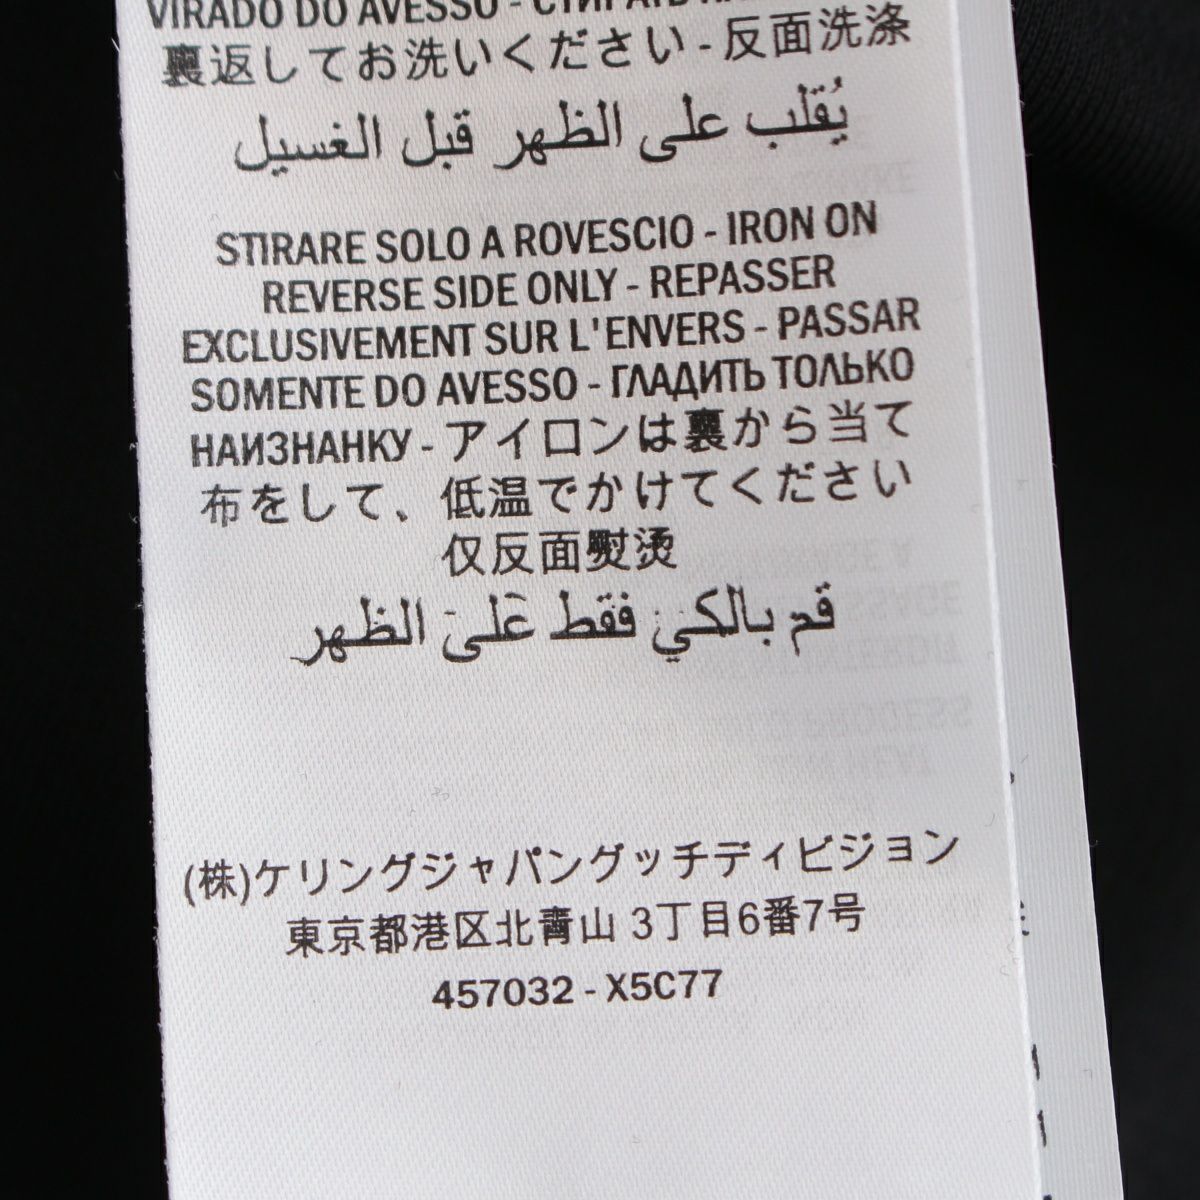 VIRADO DO AVESSO - СТИРАТЬ
裏返してお洗いください - 反面洗涤
يُقلب على الظهر قبل الغسيل
STIRARE SOLO A ROVESCIO - IRON ON
REVERSE SIDE ONLY - REPASSER
EXCLUSIVEMENT SUR L'ENVERS - PASSAR
SOMENTE DO AVESSO - ГЛАДИТЬ ТОЛЬКО
НАИЗНАНКУ - アイロンは裏から当て
布をして、低温でかけてください
仅反面熨烫
قم بالكي فقط على الظهر
(株)ケリングジャパングッチディビジョン
東京都港区北青山 3丁目6番7号
457032 - X5C77